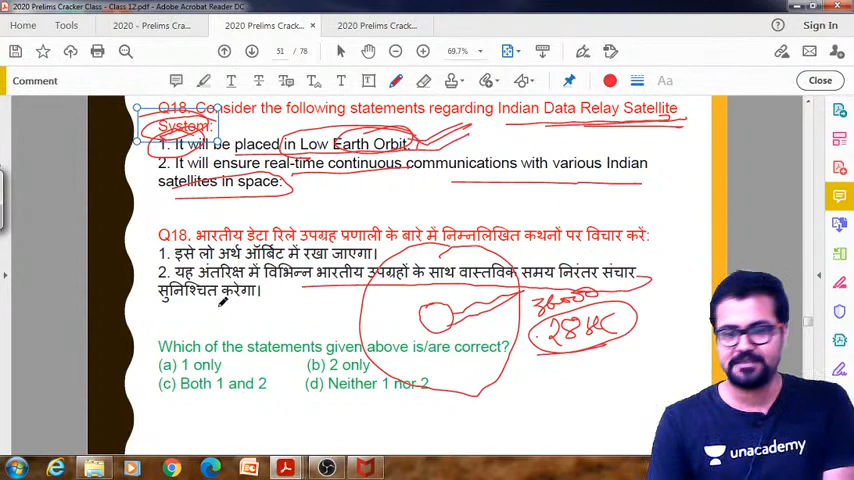 2020 Prelims Cracker Class - Class 12.pdf - Adobe Acrobat Reader DC
Home Tools 2020 - Prelims Cra... 2020 Prelims Crack... × 2020 Prelims Crack... Sign In
51 / 78 69.7%
Comment Close
Q18. Consider the following statements regarding Indian Data Relay Satellite
System:
1. It will be placed in Low Earth Orbit.
2. It will ensure real-time continuous communications with various Indian
satellites in space.
Q18. भारतीय डेटा रिले उपग्रह प्रणाली के बारे में निम्नलिखित कथनों पर विचार करें:
1. इसे लो अर्थ ऑर्बिट में रखा जाएगा।
2. यह अंतरिक्ष में विभिन्न भारतीय उपग्रहों के साथ वास्तविक समय निरंतर संचार
सुनिश्चित करेगा।
36000
28 sec
Which of the statements given above is/are correct?
(a) 1 only (b) 2 only
(c) Both 1 and 2 (d) Neither 1 nor 2
unacademy